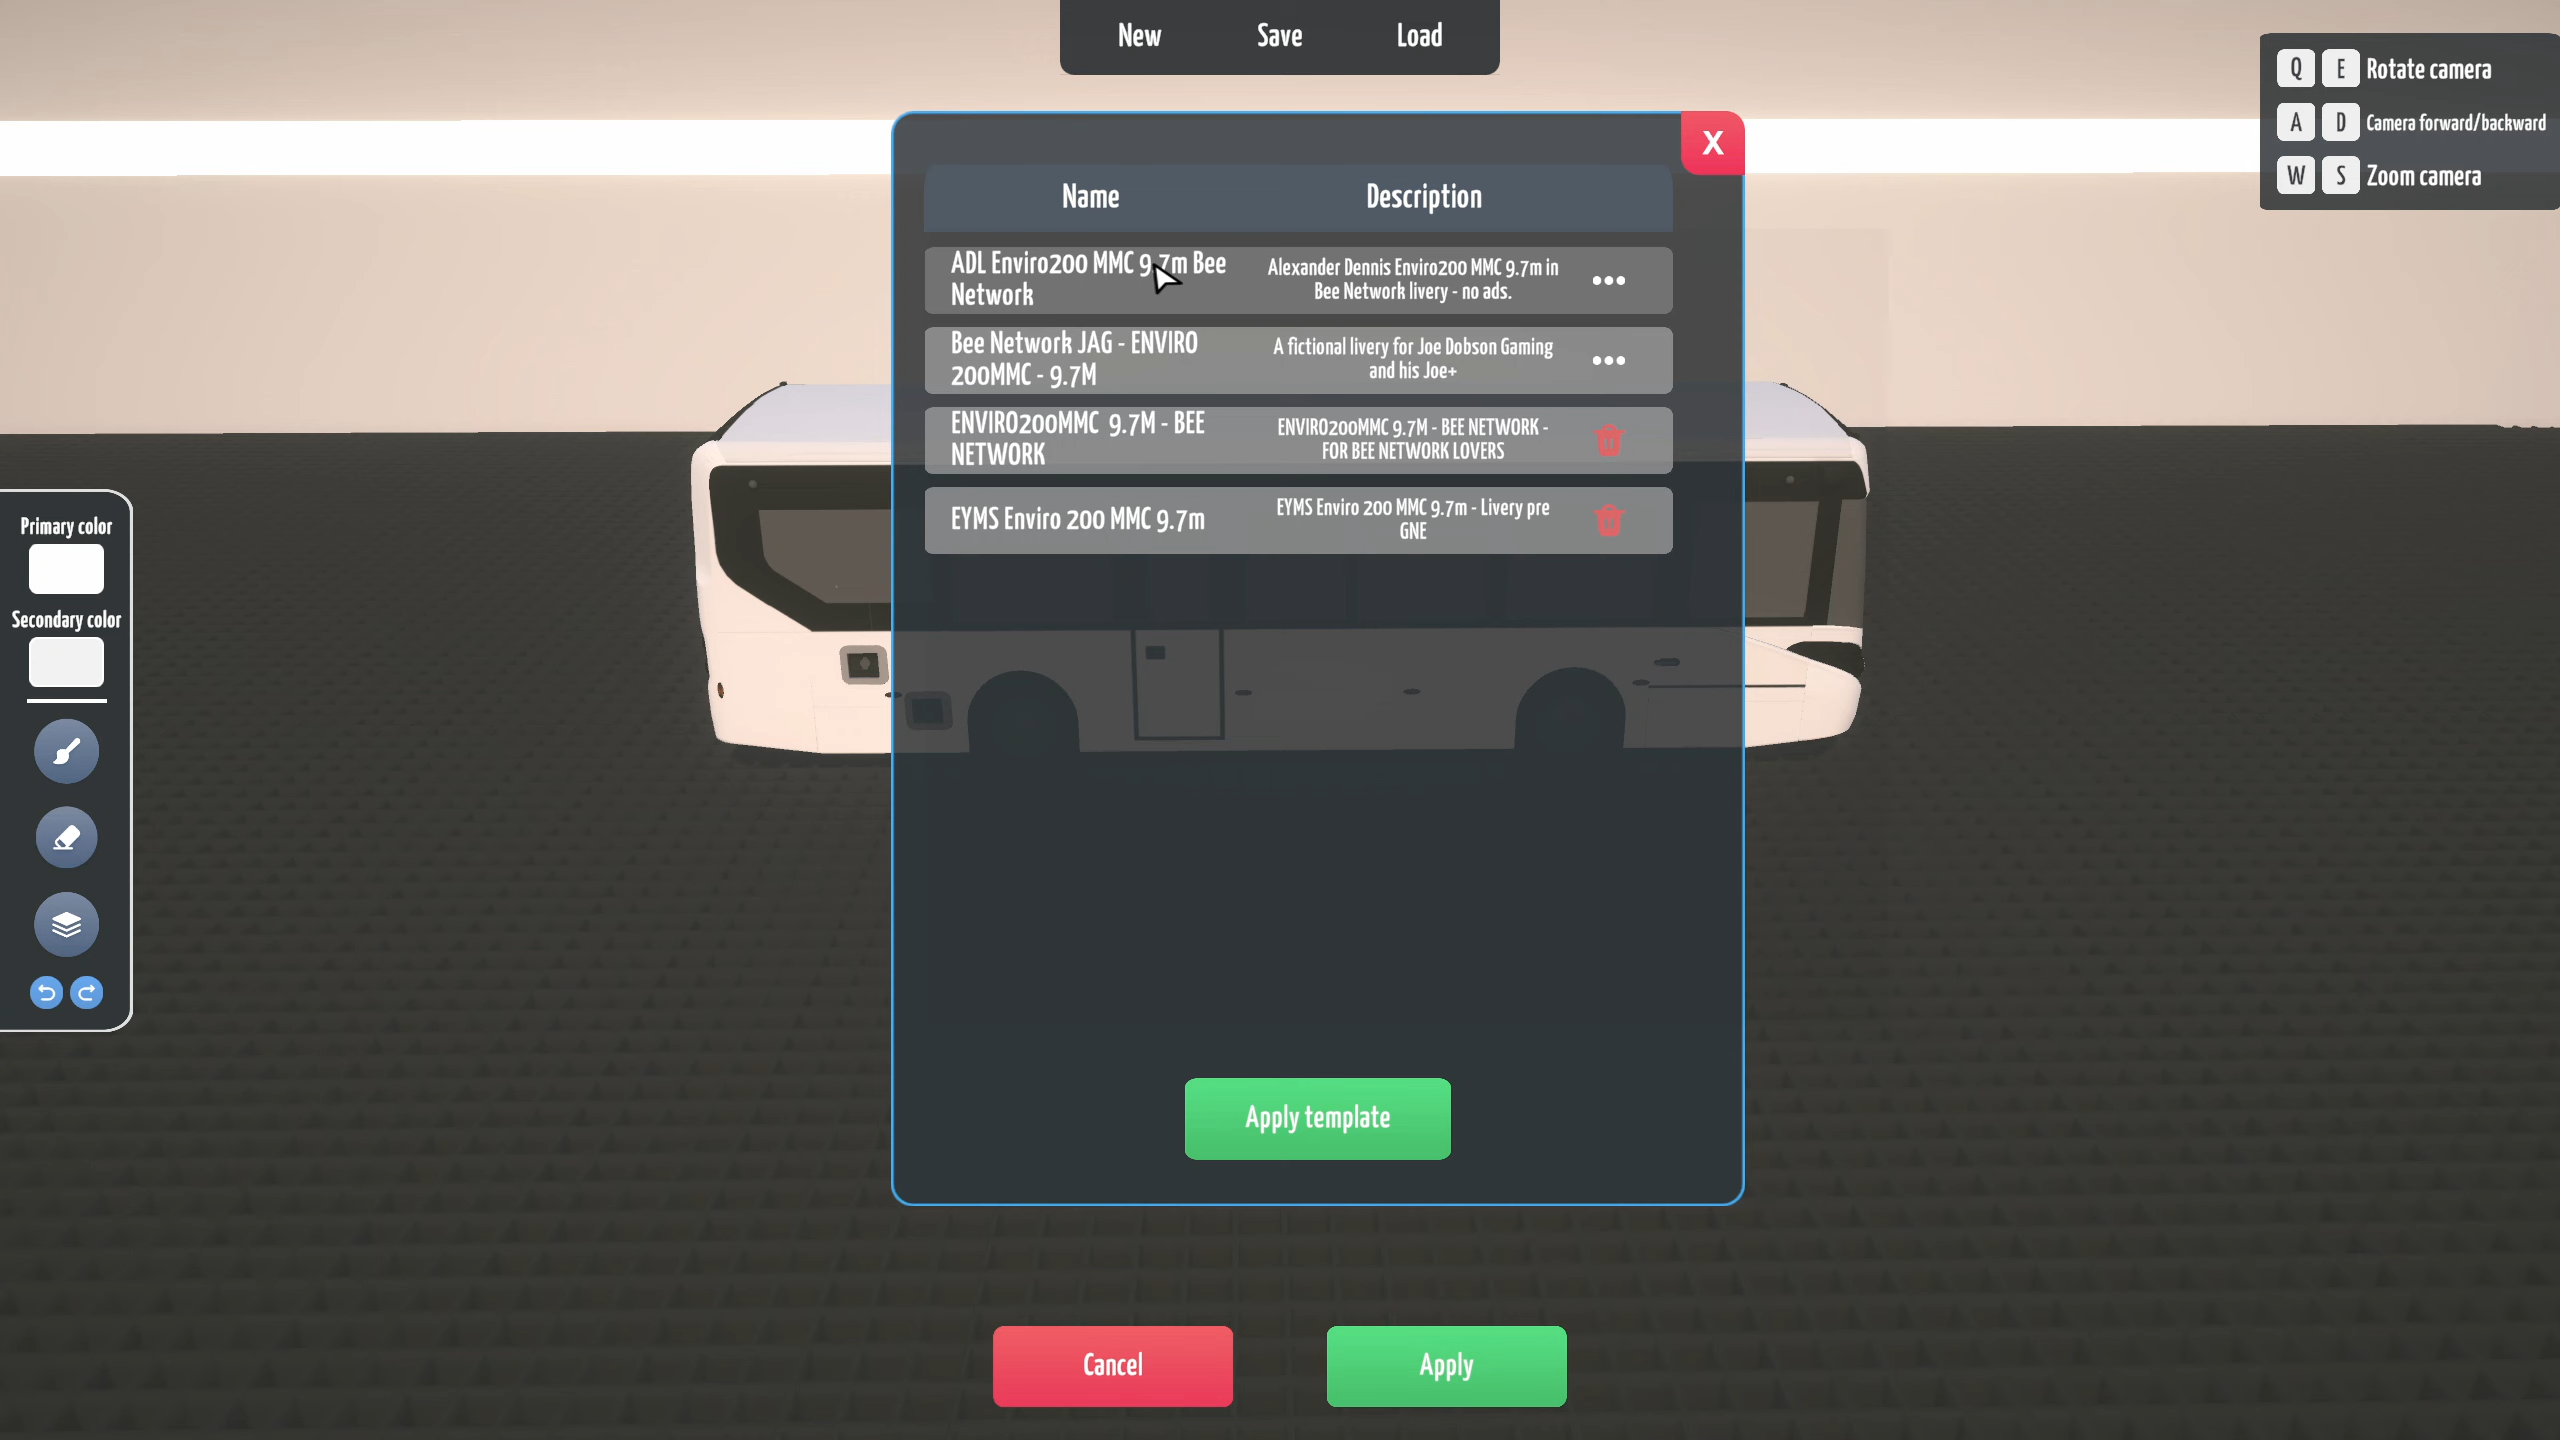 New Save Load
Q E Rotate camera
A D Camera forward/backward
W S Zoom camera
X
Name Description
ADL Enviro200 MMC 9.7m Bee
Network
Alexander Dennis Enviro200 MMC 9.7m in
Bee Network livery - no ads.
Bee Network JAG - ENVIRO
200MMC - 9.7M
A fictional livery for Joe Dobson Gaming
and his Joe+
ENVIRO200MMC 9.7M - BEE
NETWORK
ENVIRO200MMC 9.7M - BEE NETWORK -
FOR BEE NETWORK LOVERS
EYMS Enviro 200 MMC 9.7m
EYMS Enviro 200 MMC 9.7m - Livery pre
GNE
Primary color
Secondary color
Apply template
Cancel Apply